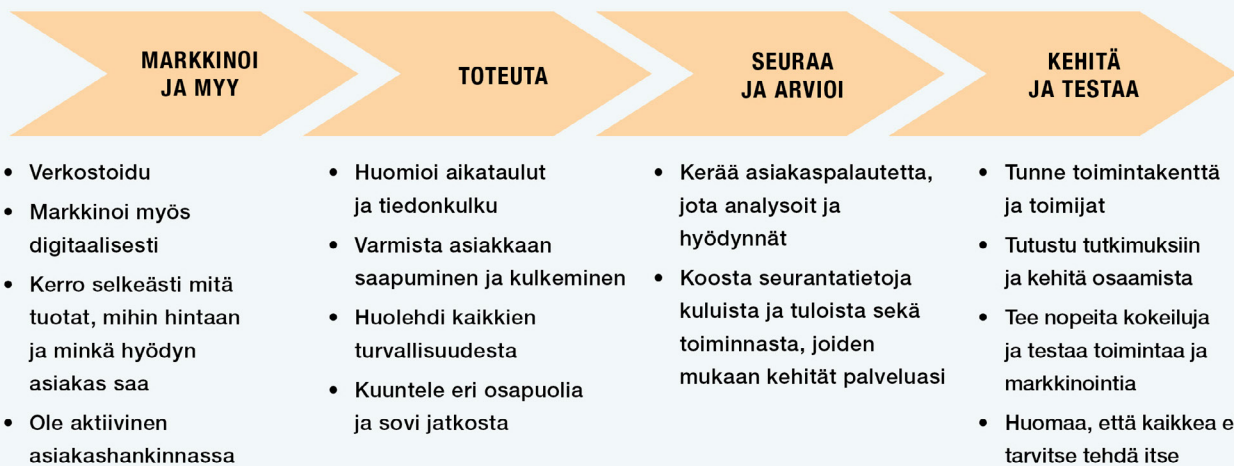 MARKKINOI
JA MYY
• Verkostoidu
• Markkinoi myös
digitaalisesti
• Kerro selkeästi mitä
tuotat, mihin hintaan
ja minkä hyödyn
asiakas saa
• Ole aktiivinen
asiakashankinnassa
TOTEUTA
• Huomioi aikataulut
ja tiedonkulku
• Varmista asiakkaan
saapuminen ja kulkeminen
• Huolehdi kaikkien
turvallisuudesta
• Kuuntele eri osapuolia
ja sovi jatkosta
SEURAA
JA ARVIOI
• Kerää asiakaspalautetta,
jota analysoit ja
hyödynnät
• Koosta seurantatietoja
kuluista ja tuloista sekä
toiminnasta, joiden
mukaan kehität palveluasi
KEHITÄ
JA TESTAA
• Tunne toimintakenttä
ja toimijat
• Tutustu tutkimuksiin
ja kehitä osaamista
• Tee nopeita kokeiluja
ja testaa toimintaa ja
markkinointia
• Huomaa, että kaikkea
tarvitse tehdä itse